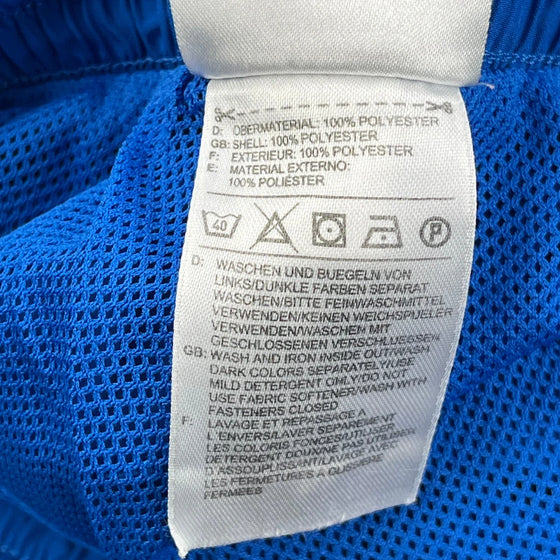 D: OBERMATERIAL: 100% POLYESTER
GB: SHELL: 100% POLYESTER
F: EXTERIEUR: 100% POLYESTER
E: MATERIAL EXTERNO:
100% POLIÉSTER
40 P
D: WASCHEN UND BUEGELN VON
LINKS/DUNKLE FARBEN SEPARAT
WASCHEN/BITTE FEINWASCHMITTEL
VERWENDEN/KEINEN WEICHSPUELER
VERWENDEN/WASCHEN MIT
GESCHLOSSENEN VERSCHLUESSEN
GB: WASH AND IRON INSIDE OUT/WASH
DARK COLORS SEPARATELY/USE
MILD DETERGENT ONLY/DO NOT
USE FABRIC SOFTENER/WASH WITH
FASTENERS CLOSED
F: LAVAGE ET REPASSAGE A
L'ENVERS/LAVER SEPAREMENT
LES COLORIS FONCES/UTILISER
DETERGENT DOUX/NE PAS UTILISER
D'ASSOUPLISSANT/LAVER AVEC
LES FERMETURES A GLISSIERE
FERMEES